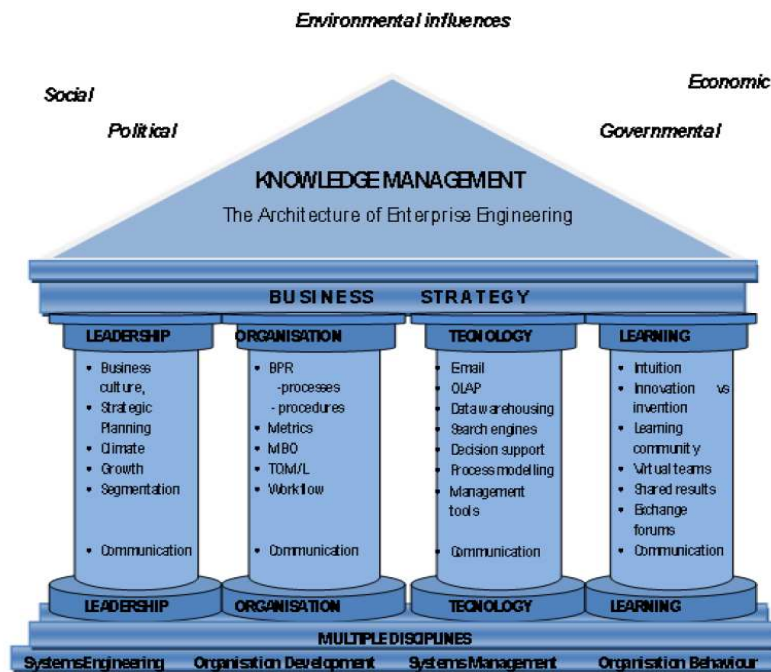 Environmental influences
Social
Economic
Political
Governmental
KNOWLEDGE MANAGEMENT
The Architecture of Enterprise Engineering
BUSINESS STRATEGY
LEADERSHIP
ORGANISATION
TECNOLOGY
LEARNING
• Business
culture,
• Strategic
Planning
• Climate
• Growth
• Segmentation
• Communication
• BPR
-processes
- procedures
• Metrics
• MBO
• TQM/L
• Workflow
• Communication
• Email
• OLAP
• Data warehousing
• Search engines
• Decision support
• Process modelling
• Management
tools
• Communication
• Intuition
• Innovation vs
invention
• Learning
community
• Virtual teams
• Shared results
• Exchange
forums
• Communication
LEADERSHIP
ORGANISATION
TECNOLOGY
LEARNING
MULTIPLE DISCIPLINES
Systems Engineering Organisation Development Systems Management Organisation Behaviour